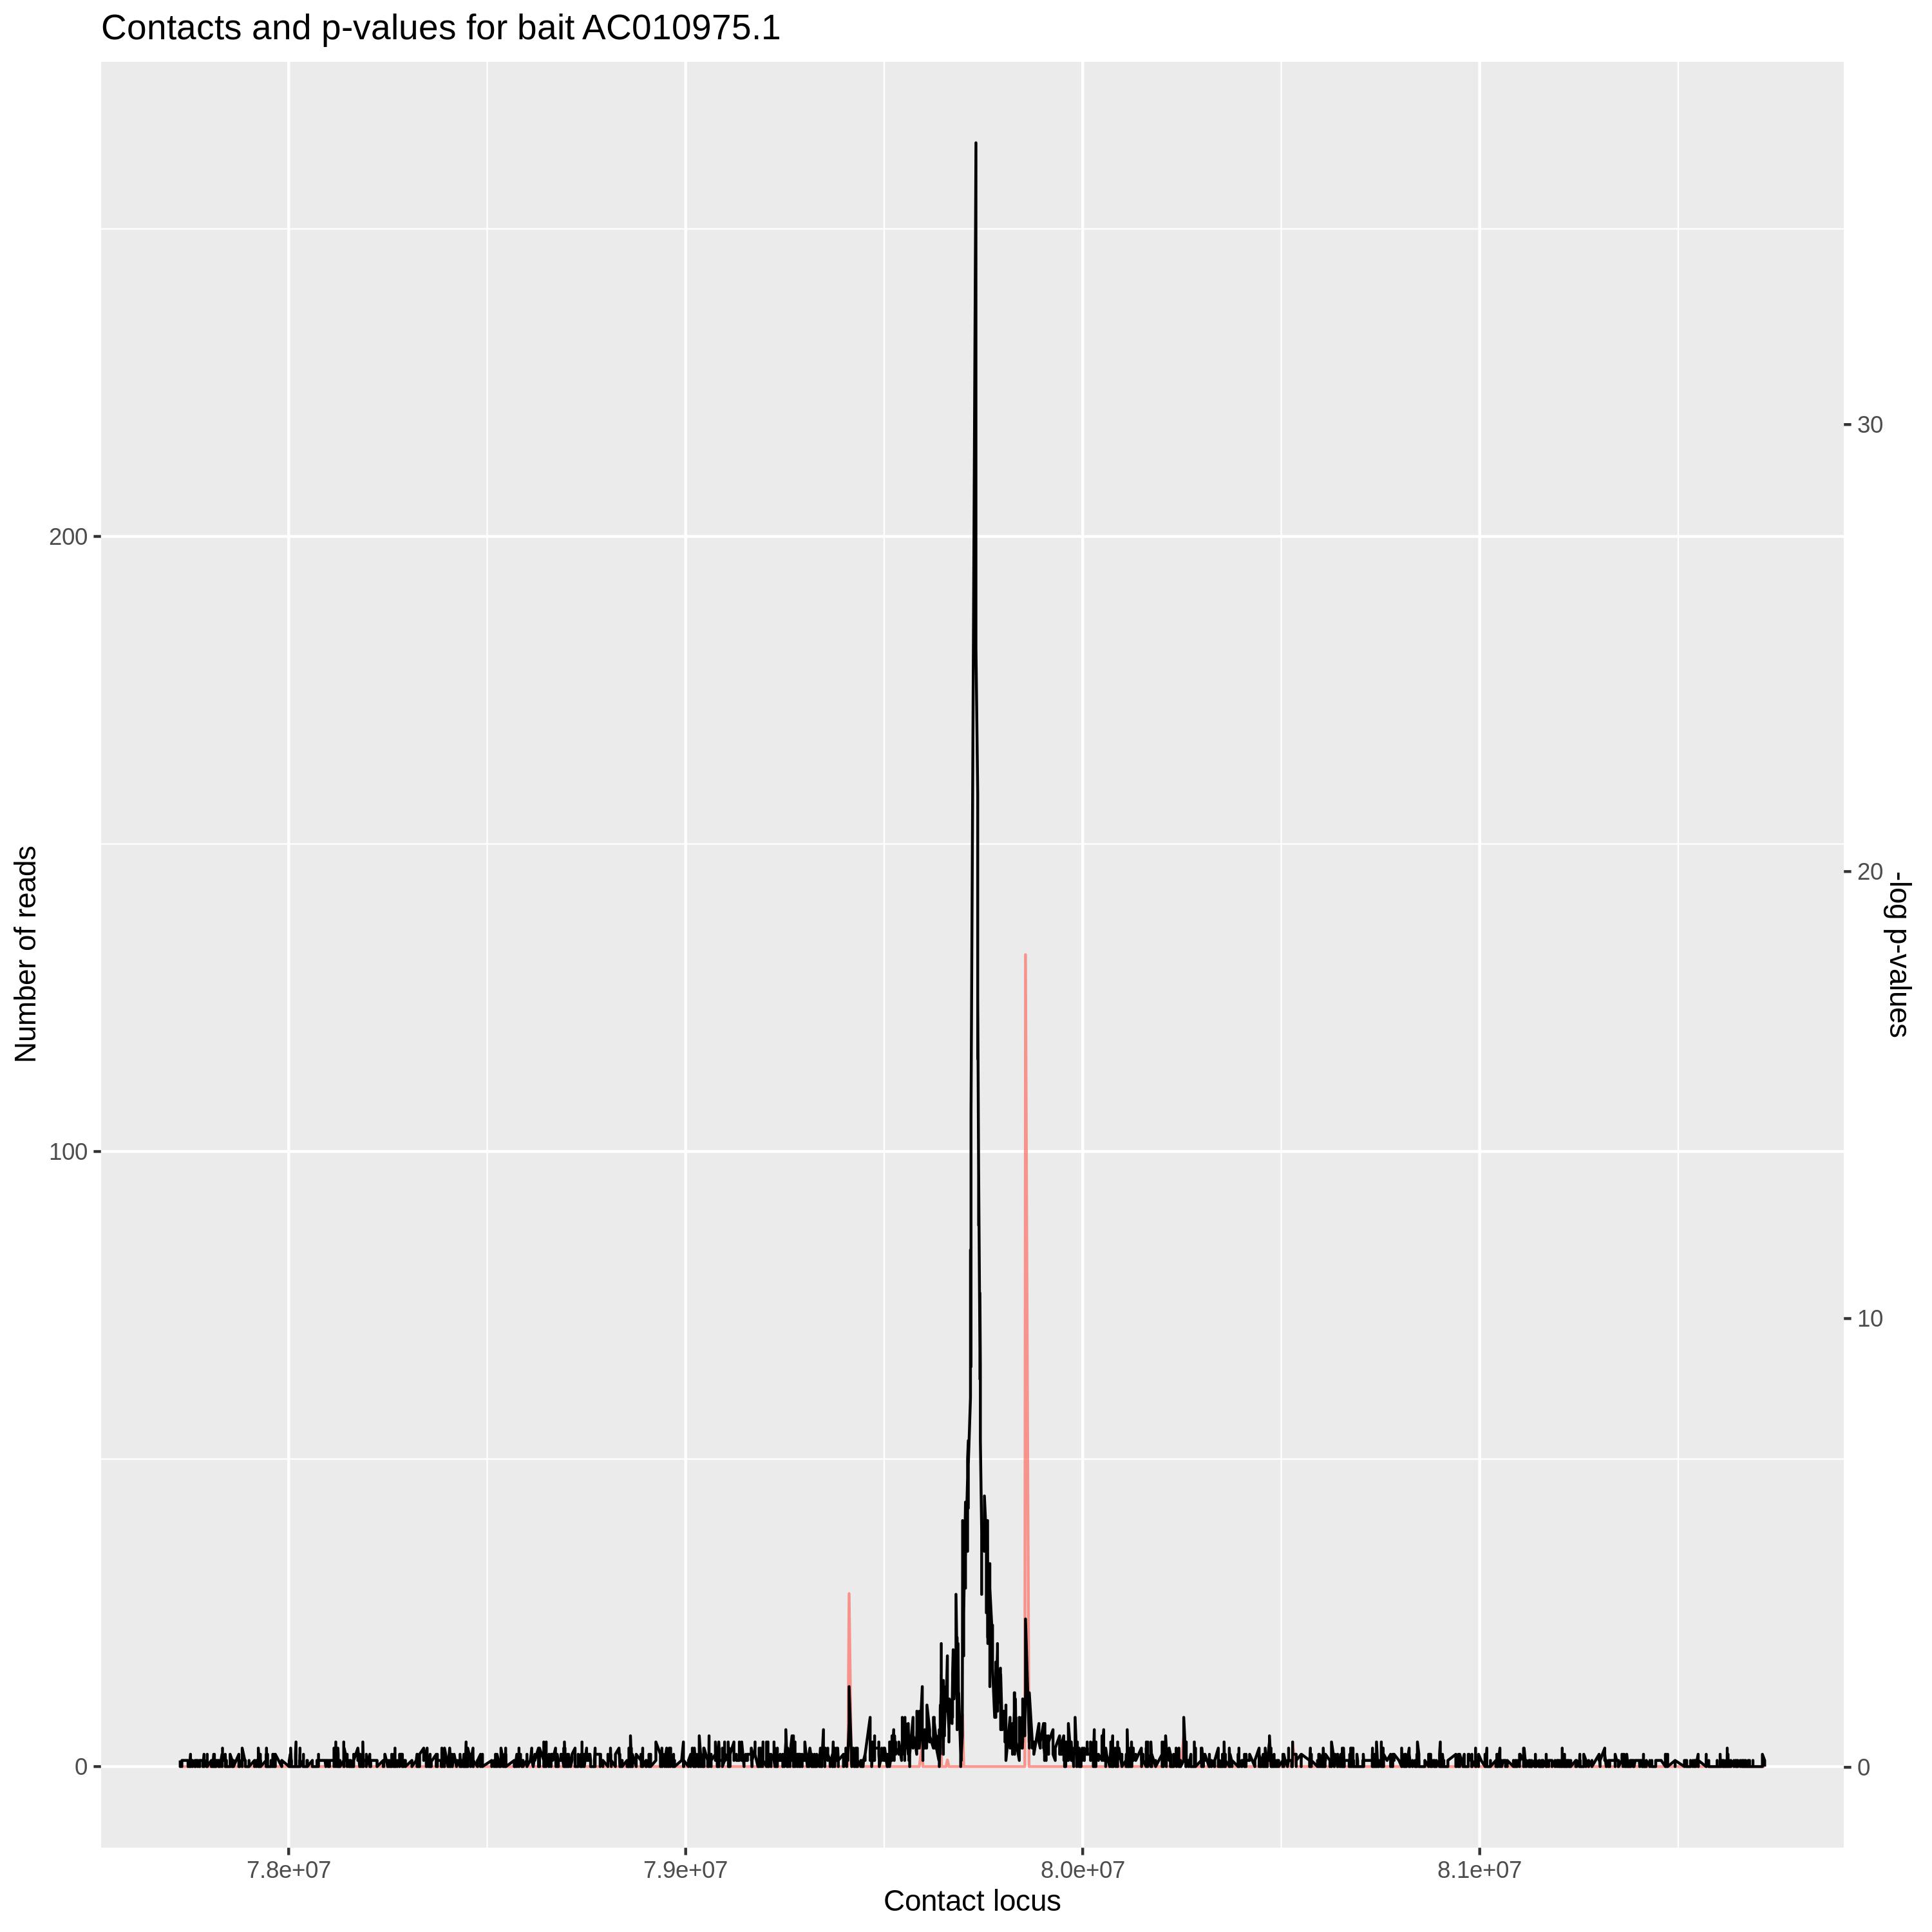 Contacts and p-values for bait AC010975.1
Number of reads
200
100
0
30
20
10
0
-log p-values
7.8e+07 7.9e+07 8.0e+07 8.1e+07
Contact locus